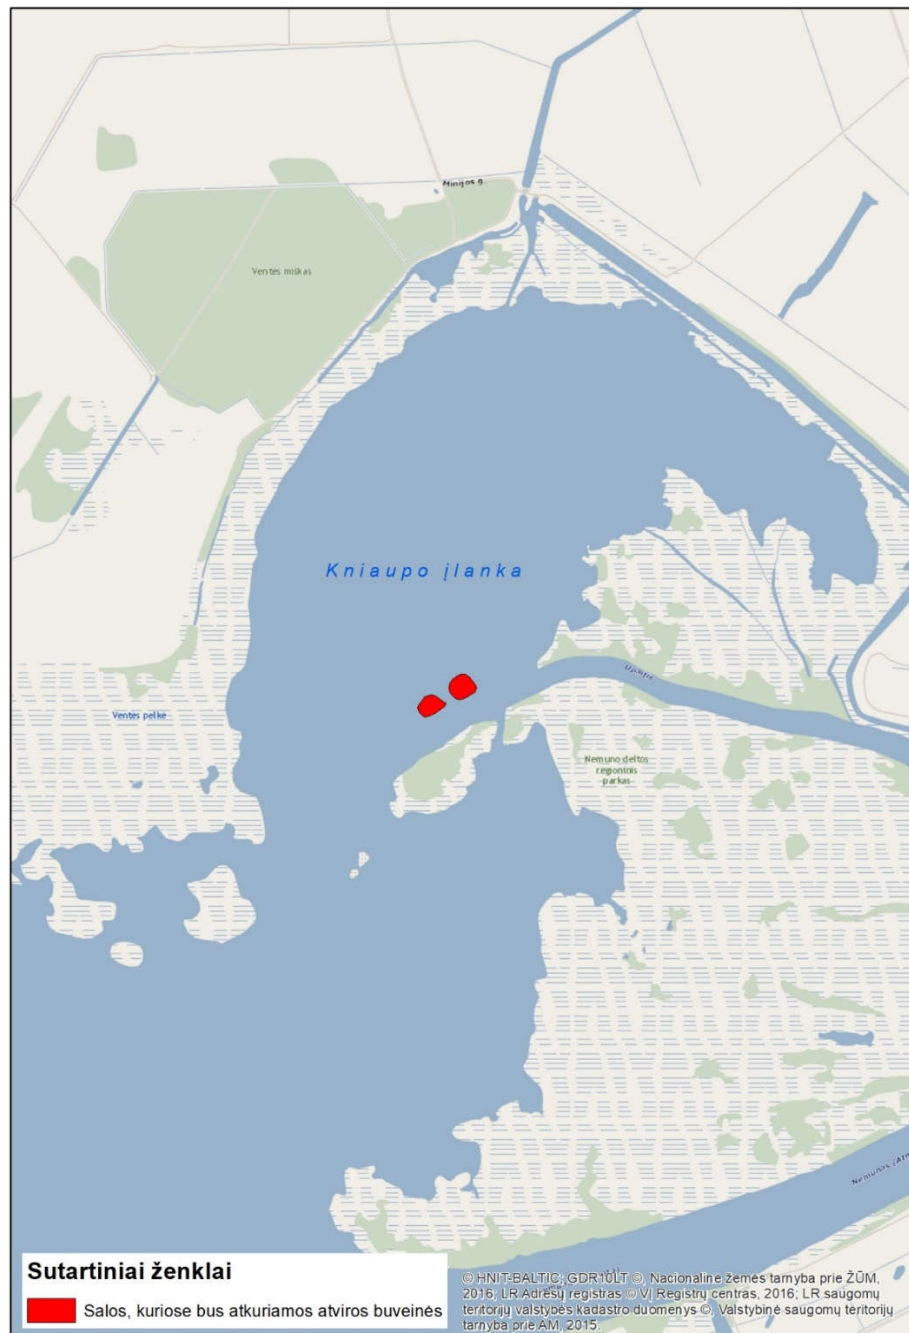 Minijos g.
Ventės miškas
Kniaupo įlanka
Ventės pelkė
Nemuno deltos
regioninis
parkas
Sutartiniai ženklai
Salos, kuriose bus atkuriamos atviros buveinės
© HNIT-BALTIC, GDR10LT ©, Nacionalinė žemės tarnyba prie ŽŪM,
2016; LR Adresų registras © VĮ Registrų centras, 2016; LR saugomų
teritorijų valstybės kadastro duomenys ©, Valstybinė saugomų teritorijų
tarnyba prie AM, 2015.